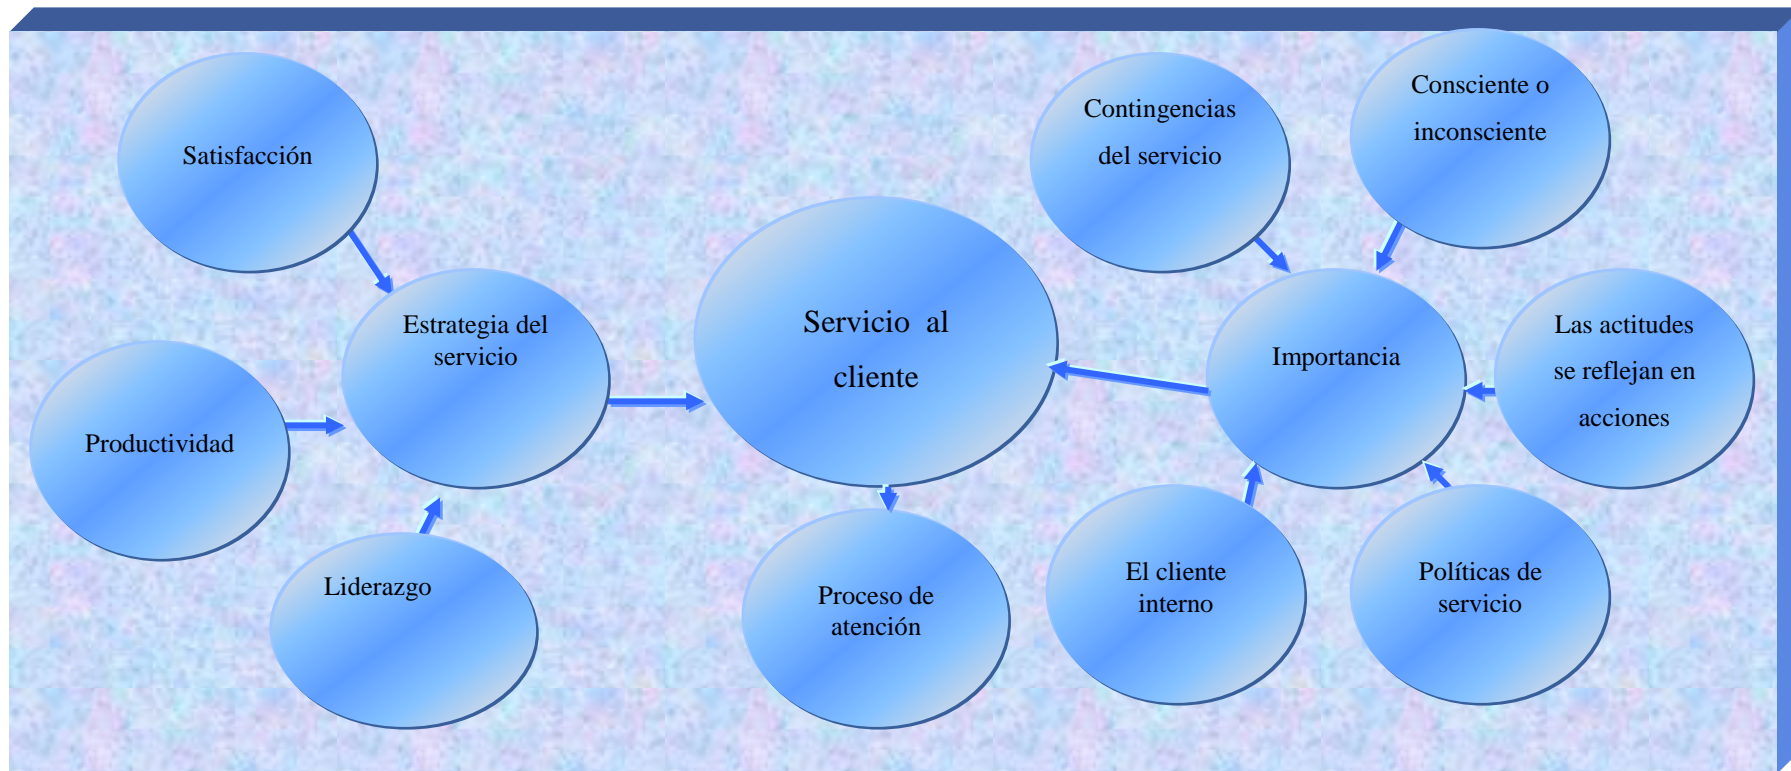 Satisfacción
Estrategia del
servicio
Productividad
Liderazgo
Servicio al
cliente
Proceso de
atención
Contingencias
del servicio
Consciente o
inconsciente
Importancia
Las actitudes
se reflejan en
acciones
El cliente
interno
Políticas de
servicio